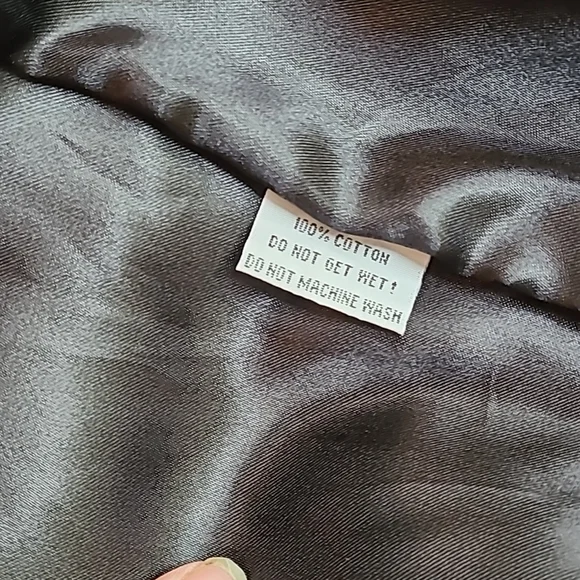 100% COTTON
DO NOT GET WET!
DO NOT MACHINE WASH